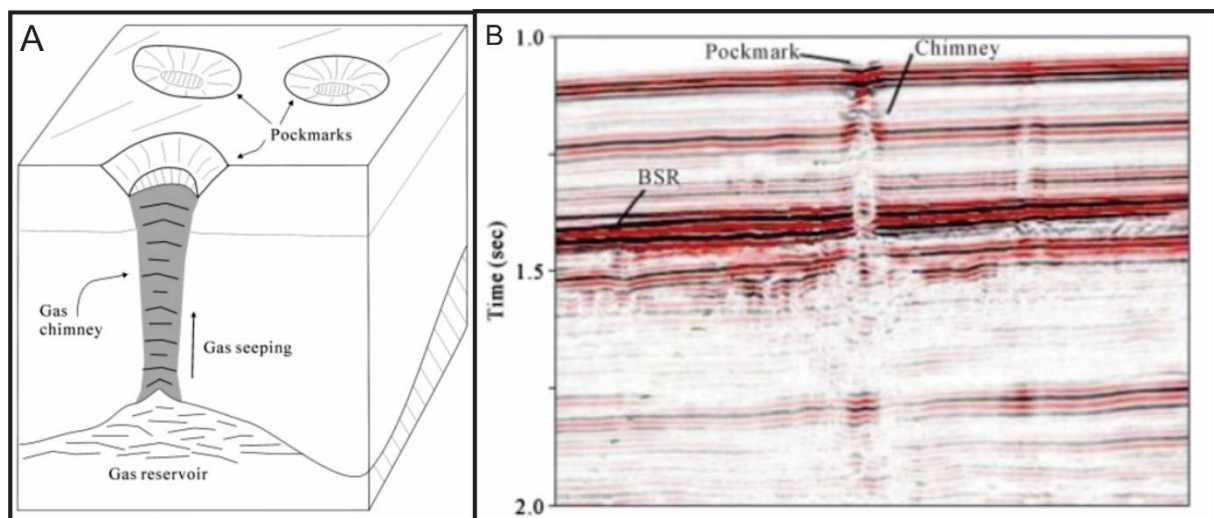 A
Pockmarks
Gas
chimney
Gas seeping
Gas reservoir
B
1.0
Pockmark
Chimney
BSR
Time (sec)
1.5
2.0